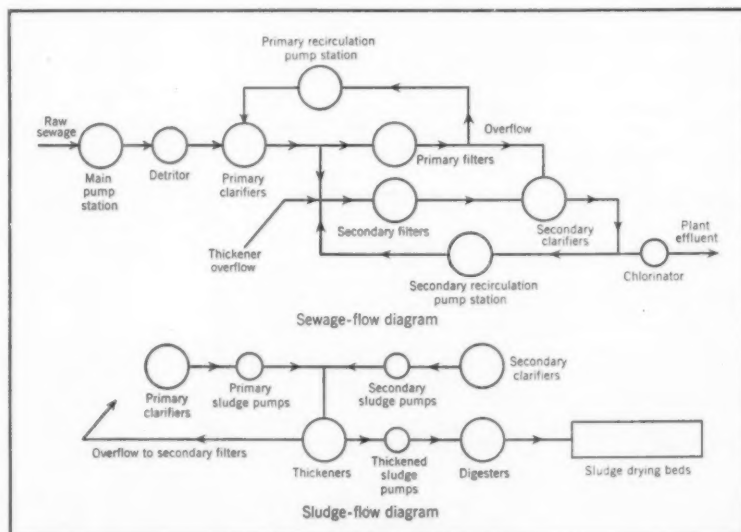 Primary recirculation
pump station
Raw
sewage
Overflow
Main
pump
station
Detritor
Primary
clarifiers
Primary filters
Thickener
overflow
Secondary filters
Secondary
clarifiers
Plant
effluent
Chlorinator
Secondary recirculation
pump station
Sewage-flow diagram
Primary
clarifiers
Primary
sludge pumps
Secondary
sludge pumps
Secondary
clarifiers
Overflow to secondary filters
Thickeners
Thickened
sludge
pumps
Digesters
Sludge drying beds
Sludge-flow diagram